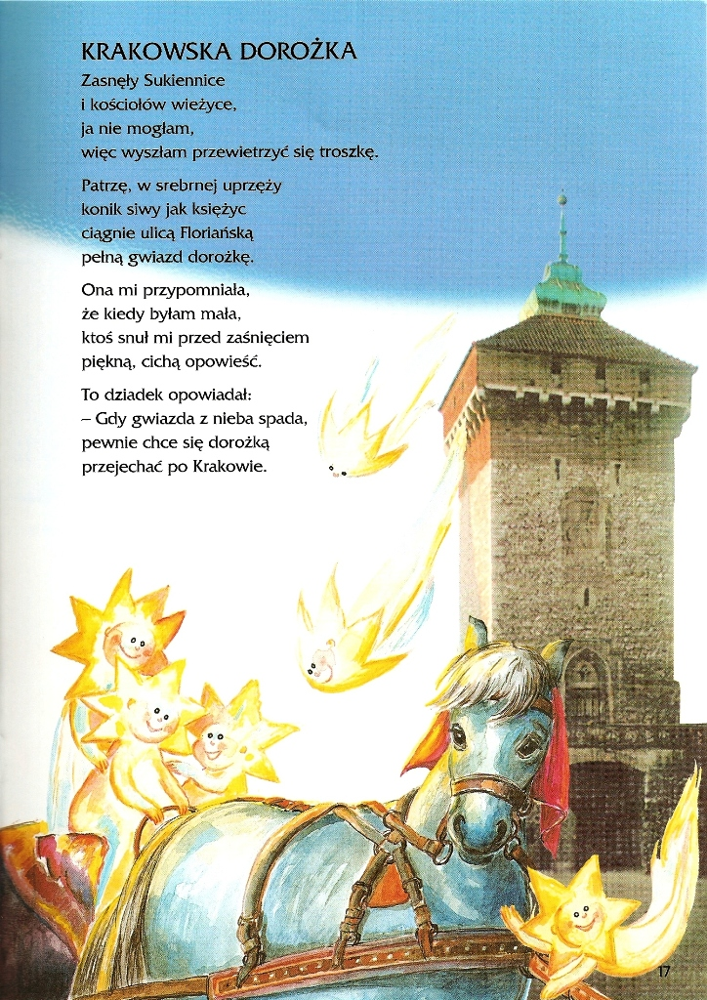 KRAKOWSKA DOROŻKA
Zasnęły Sukiennice
i kościołów wieżyce,
ja nie mogłam,
więc wyszłam przewietrzyć się troszkę.
Patrzę, w srebrnej uprzęży
konik siwy jak księżyc
ciągnie ulicą Floriańską
pełną gwiazd dorożkę.
Ona mi przypomniała,
że kiedy byłam mała,
ktoś snuł mi przed zaśnięciem
piękną, cichą opowieść.
To dziadek opowiadał:
– Gdy gwiazda z nieba spada,
pewnie chce się dorożką
przejechać po Krakowie.
17